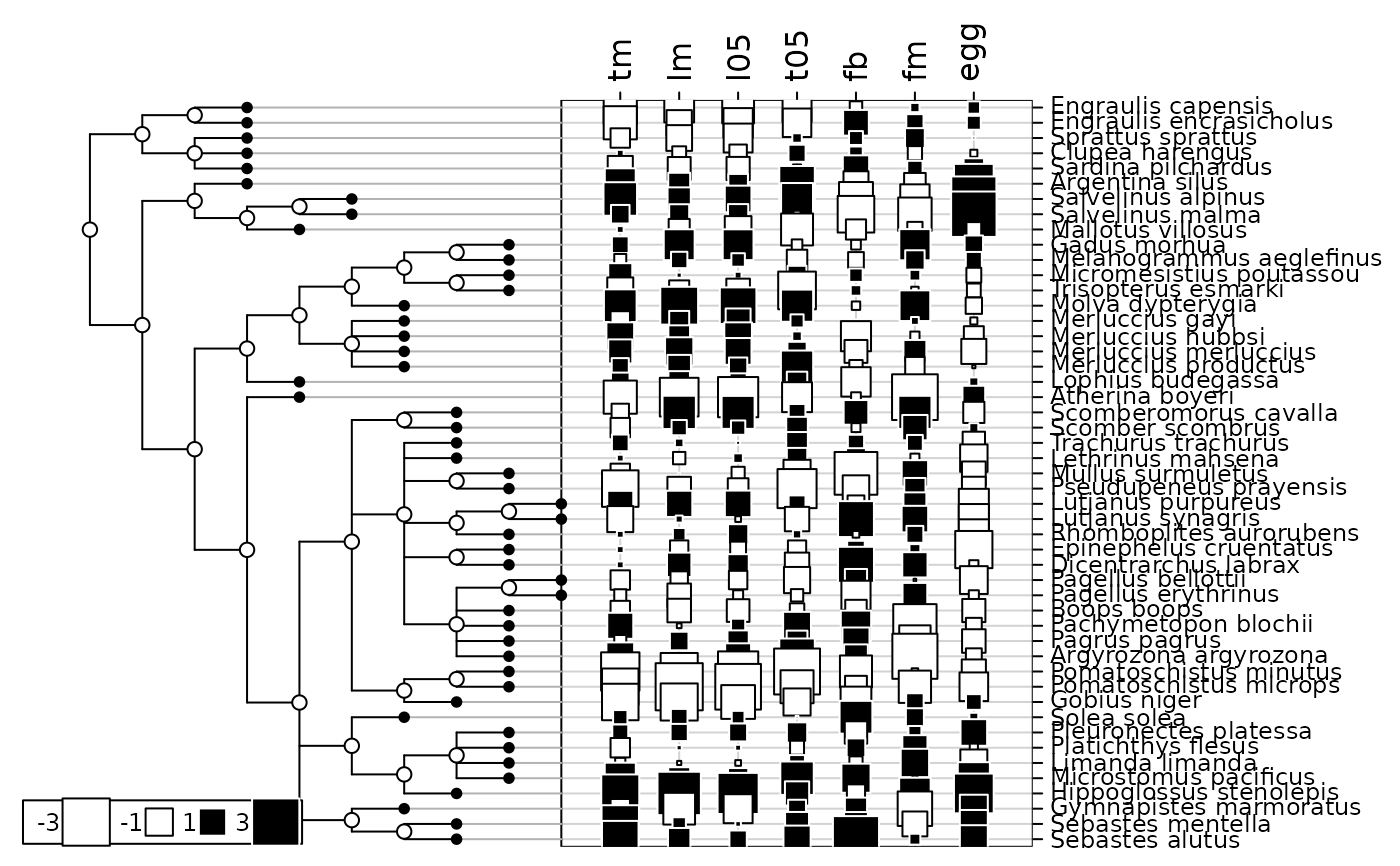 tm lm l05 t05 fb fm egg
Engraulis capensis
Engraulis encrasicholus
Sprattus sprattus
Clupea harengus
Sardina pilchardus
Argentina silus
Salvelinus alpinus
Salvelinus malma
Mallotus villosus
Gadus morhua
Melanogrammus aeglefinus
Micromesistius poutassou
Trisopterus esmarki
Molva dypterygia
Merluccius gayi
Merluccius hubbsi
Merluccius merluccius
Merluccius productus
Lophius budegassa
Atherina boyeri
Scomberomorus cavalla
Scomber scombrus
Trachurus trachurus
Lethrinus mahsena
Mullus surmuletus
Pseudupeneus prayensis
Lutjanus purpureus
Lutjanus synagris
Rhomboplites aurorubens
Epinephelus cruentatus
Dicentrarchus labrax
Pagellus bellottii
Pagellus erythrinus
Boops boops
Pachymetopon blochii
Pagrus pagrus
Argyrozona argyrozona
Pomatoschistus minutus
Pomatoschistus microps
Gobius niger
Solea solea
Pleuronectes platessa
Platichthys flesus
Limanda limanda
Microstomus pacificus
Hippoglossus stenolepis
Gymnapistes marmoratus
Sebastes mentella
Sebastes alutus
-3 -1 1 3